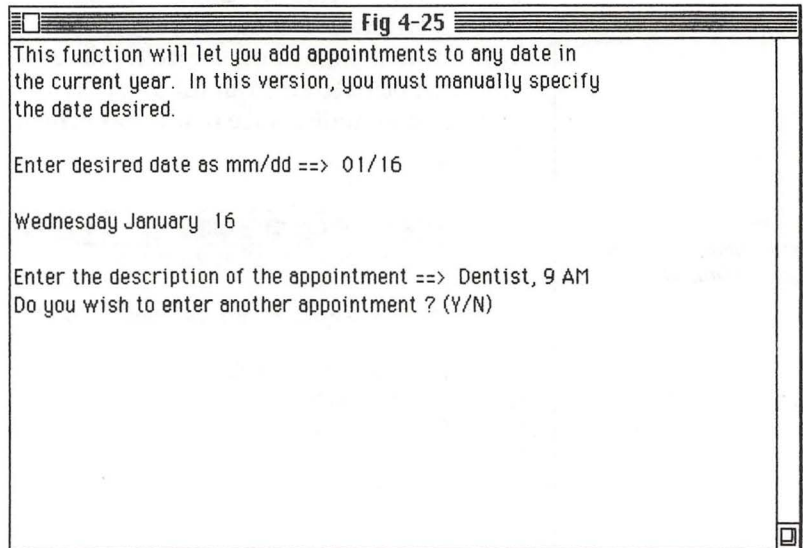 Fig 4-25
This function will let you add appointments to any date in
the current year.  In this version, you must manually specify
the date desired.
Enter desired date as mm/dd ==>  01/16
Wednesday January  16
Enter the description of the appointment ==>  Dentist, 9 AM
Do you wish to enter another appointment ? (Y/N)